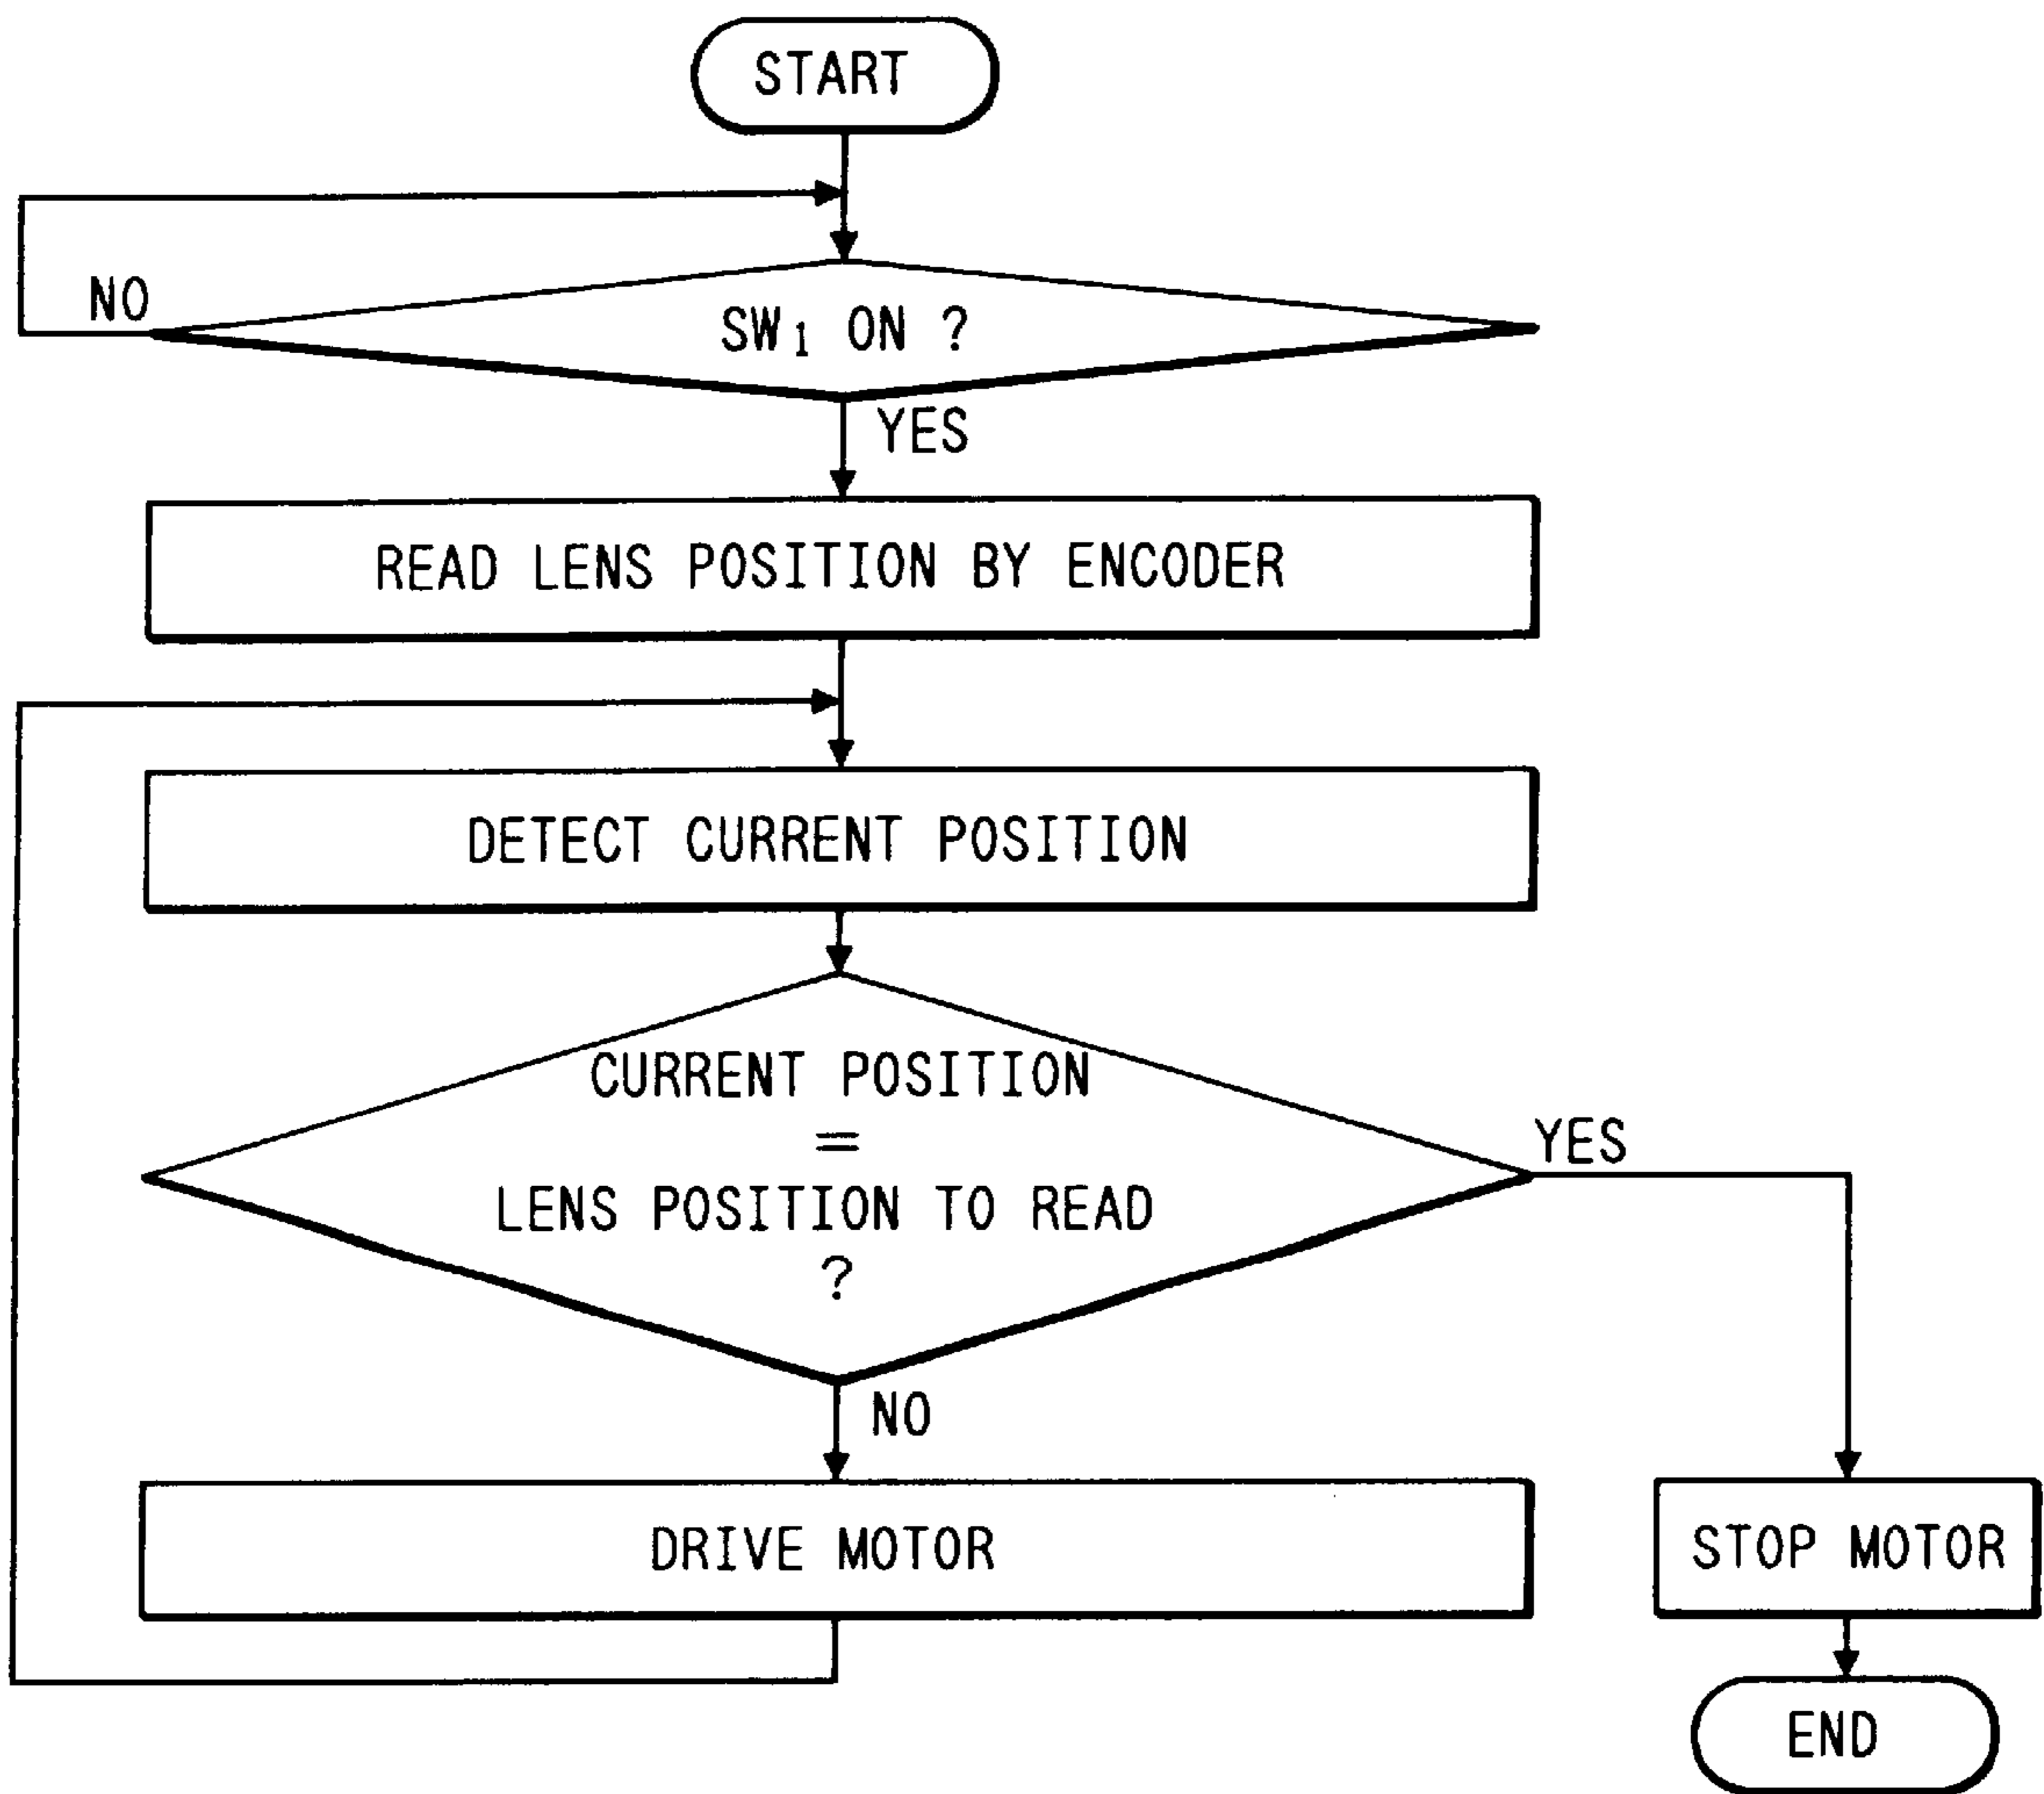 START
NO
SW₁ ON ?
YES
READ LENS POSITION BY ENCODER
DETECT CURRENT POSITION
CURRENT POSITION
=
LENS POSITION TO READ
?
YES
NO
DRIVE MOTOR
STOP MOTOR
END